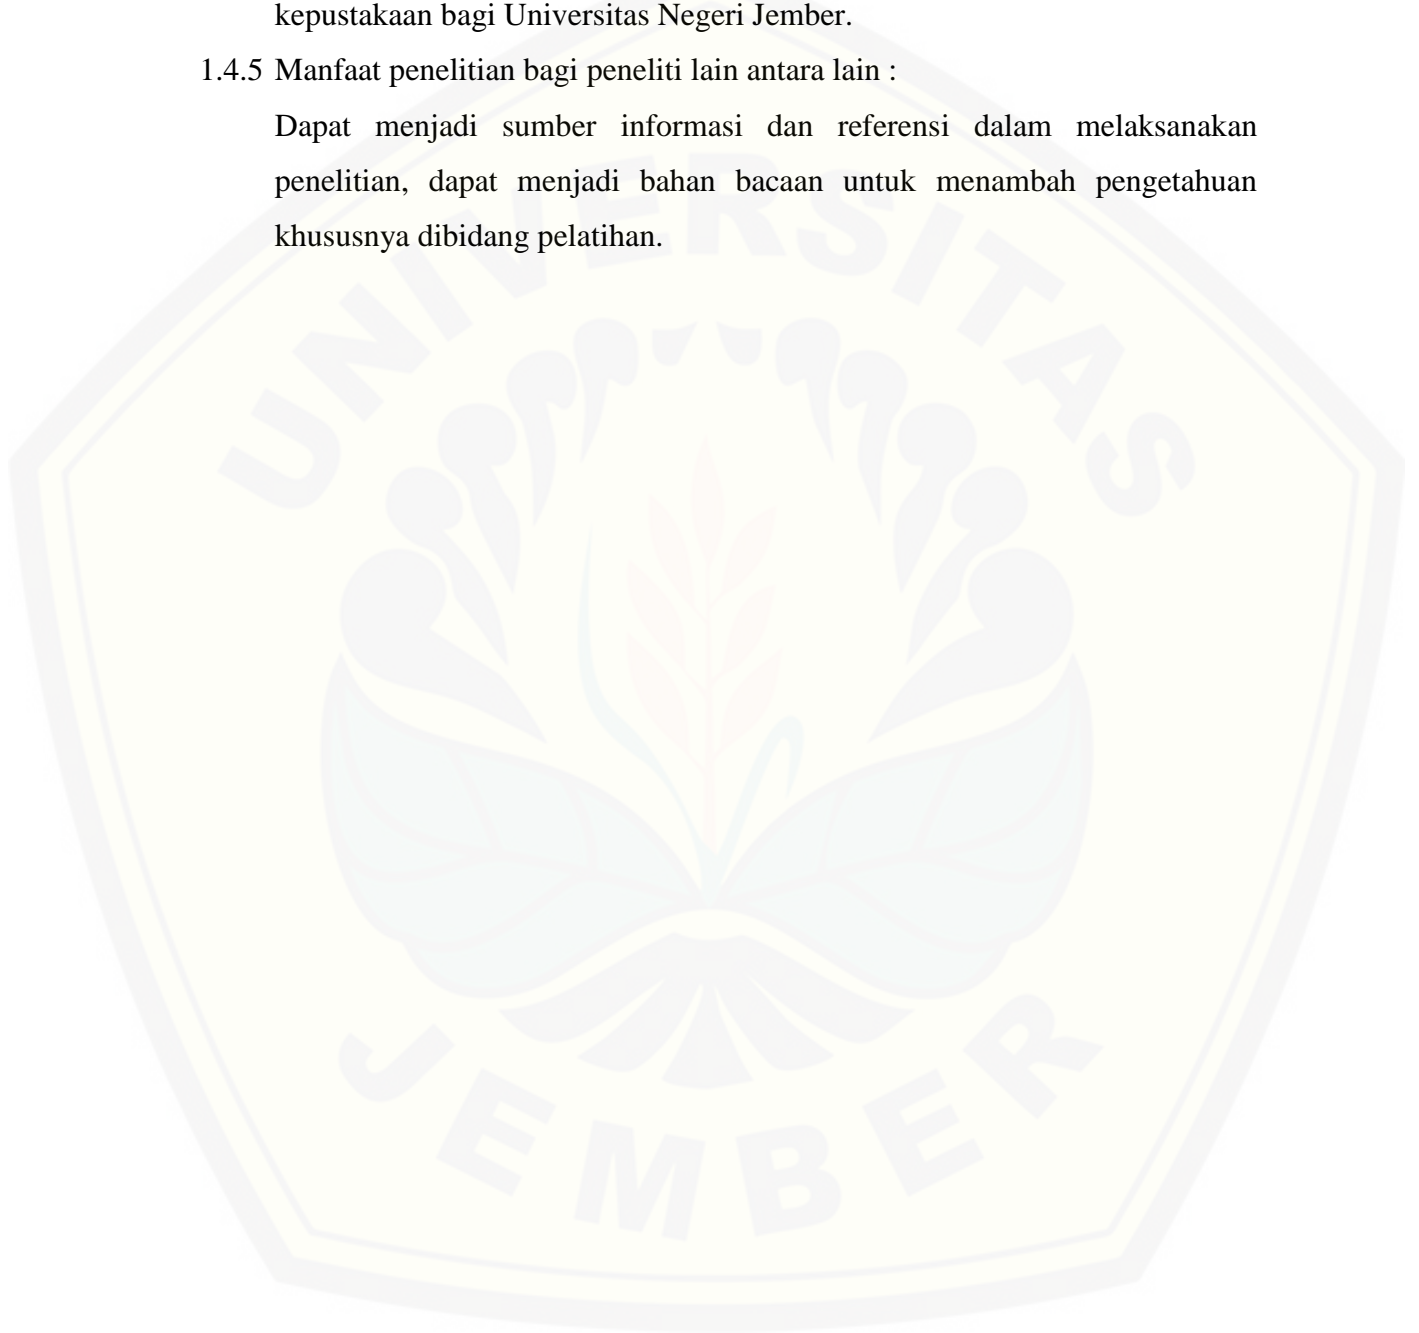 kepustakaan bagi Universitas Negeri Jember.
1.4.5 Manfaat penelitian bagi peneliti lain antara lain :
Dapat menjadi sumber informasi dan referensi dalam melaksanakan
penelitian, dapat menjadi bahan bacaan untuk menambah pengetahuan
khususnya dibidang pelatihan.
UNIVERSITAS
JEMBER